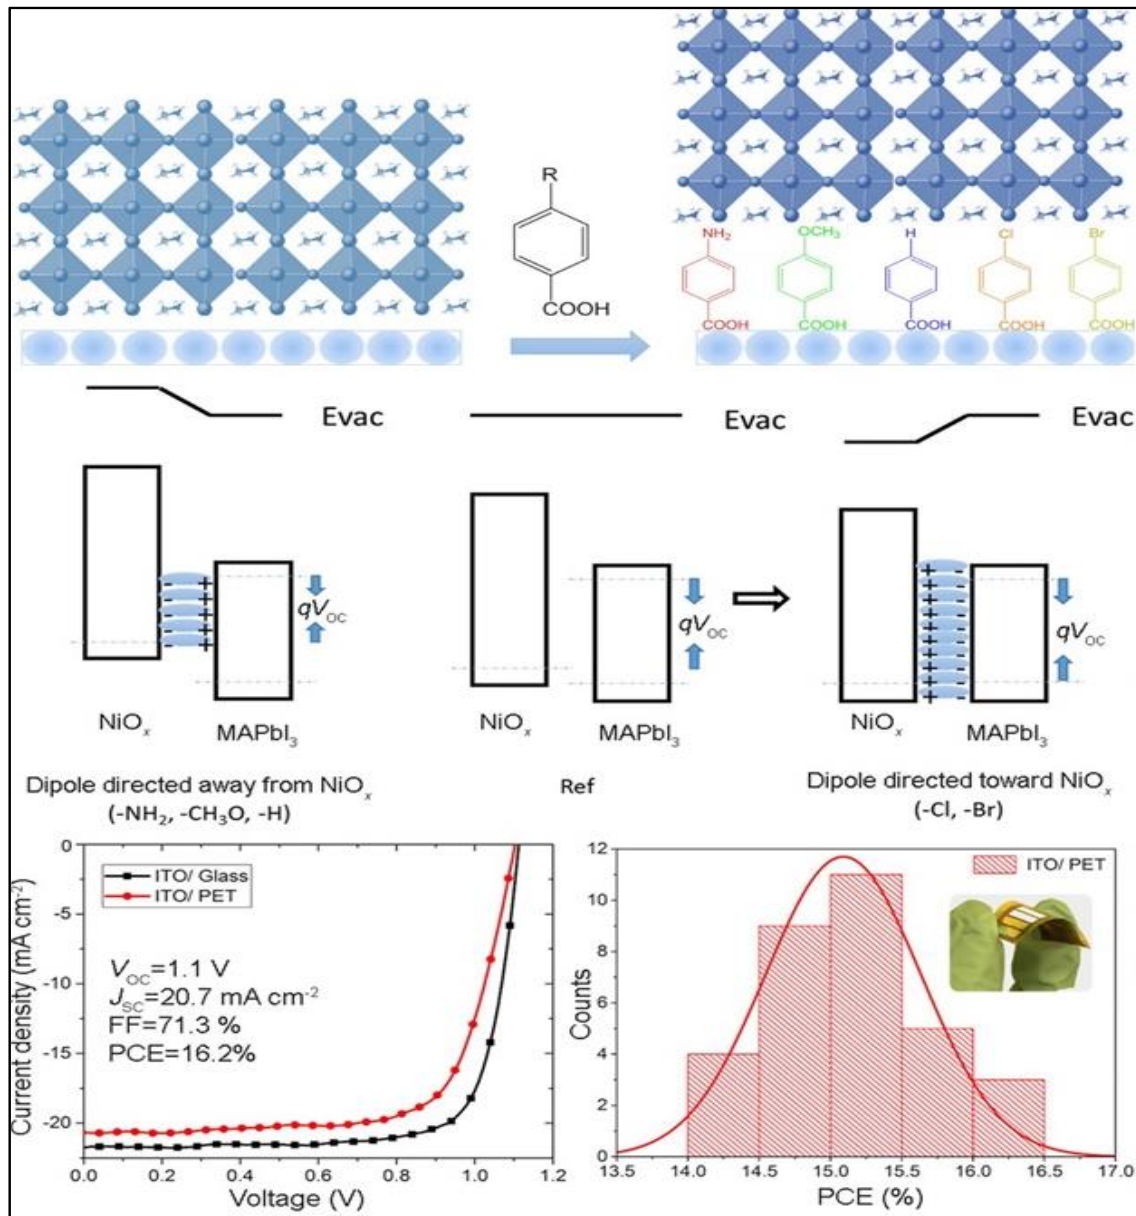 R
COOH
NH₂
OCH₃
H
Cl
Br
COOH
COOH
COOH
COOH
COOH
Evac
Evac
Evac
- +
- +
- +
- +
- +
qV_OC
qV_OC
+ -
+ -
+ -
+ -
+ -
+ -
+ -
+ -
+ -
+ -
qV_OC
NiOₓ
MAPbI₃
NiOₓ
MAPbI₃
NiOₓ
MAPbI₃
Dipole directed away from NiOₓ
(-NH₂, -CH₃O, -H)
Ref
Dipole directed toward NiOₓ
(-Cl, -Br)
Current density (mA cm⁻²)
0
-5
-10
-15
-20
ITO/ Glass
ITO/ PET
V_OC=1.1 V
J_SC=20.7 mA cm⁻²
FF=71.3 %
PCE=16.2%
0.0 0.2 0.4 0.6 0.8 1.0 1.2
Voltage (V)
Counts
12
10
8
6
4
2
0
ITO/ PET
13.5 14.0 14.5 15.0 15.5 16.0 16.5 17.0
PCE (%)